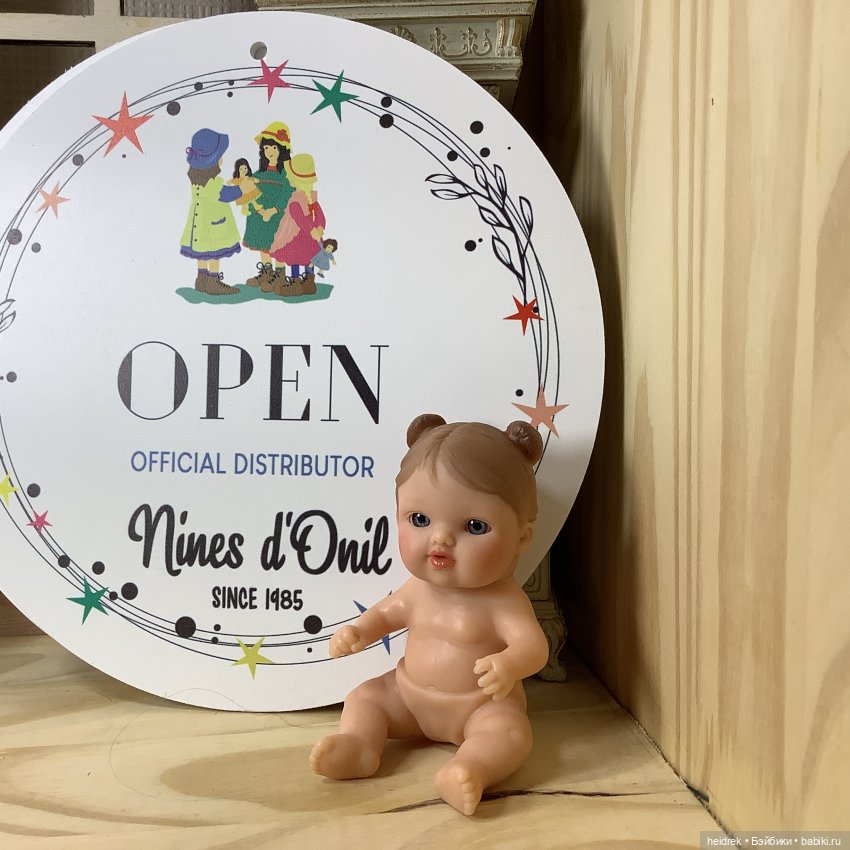 OPEN
OFFICIAL DISTRIBUTOR
Nines d'Onil
SINCE 1985
heidrek • Бэйбики • babiki.ru